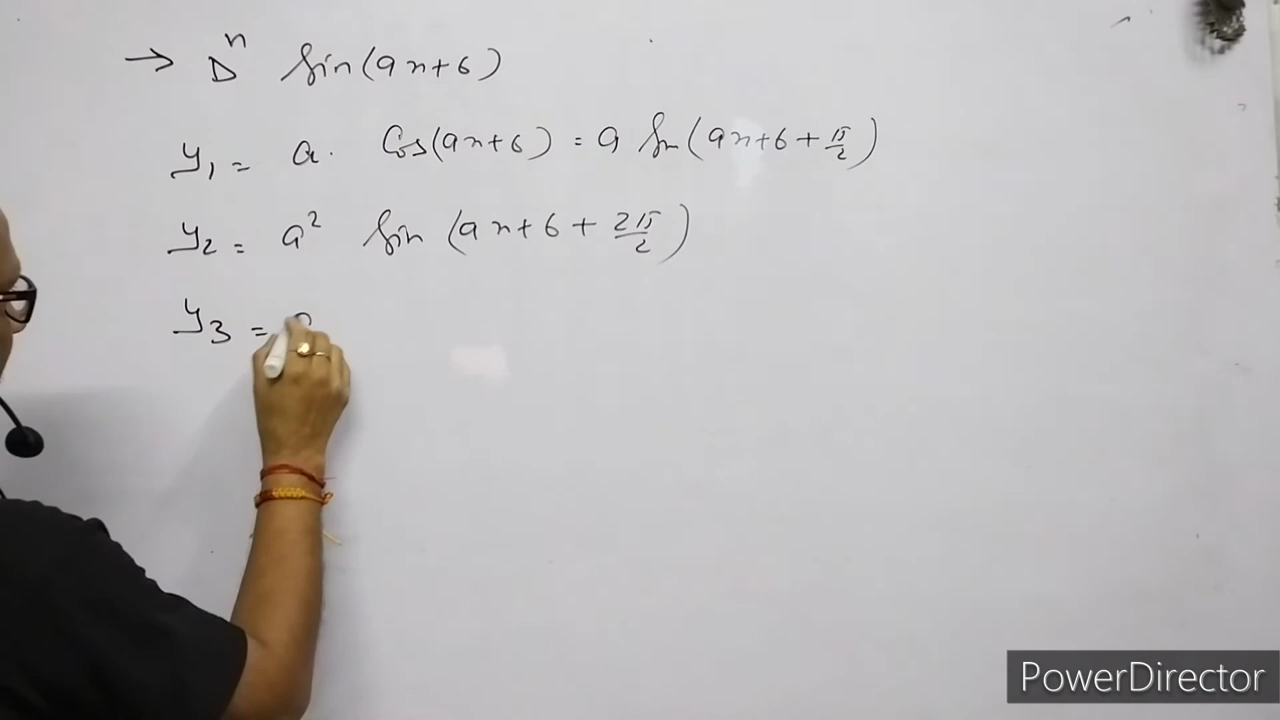 → Dⁿ Sin(ax+b)
y₁ = a. Cos(ax+b) = a Sin(ax+b+π/2)
y₂ = a² Sin (ax+b+2π/2)
y₃ =
PowerDirector